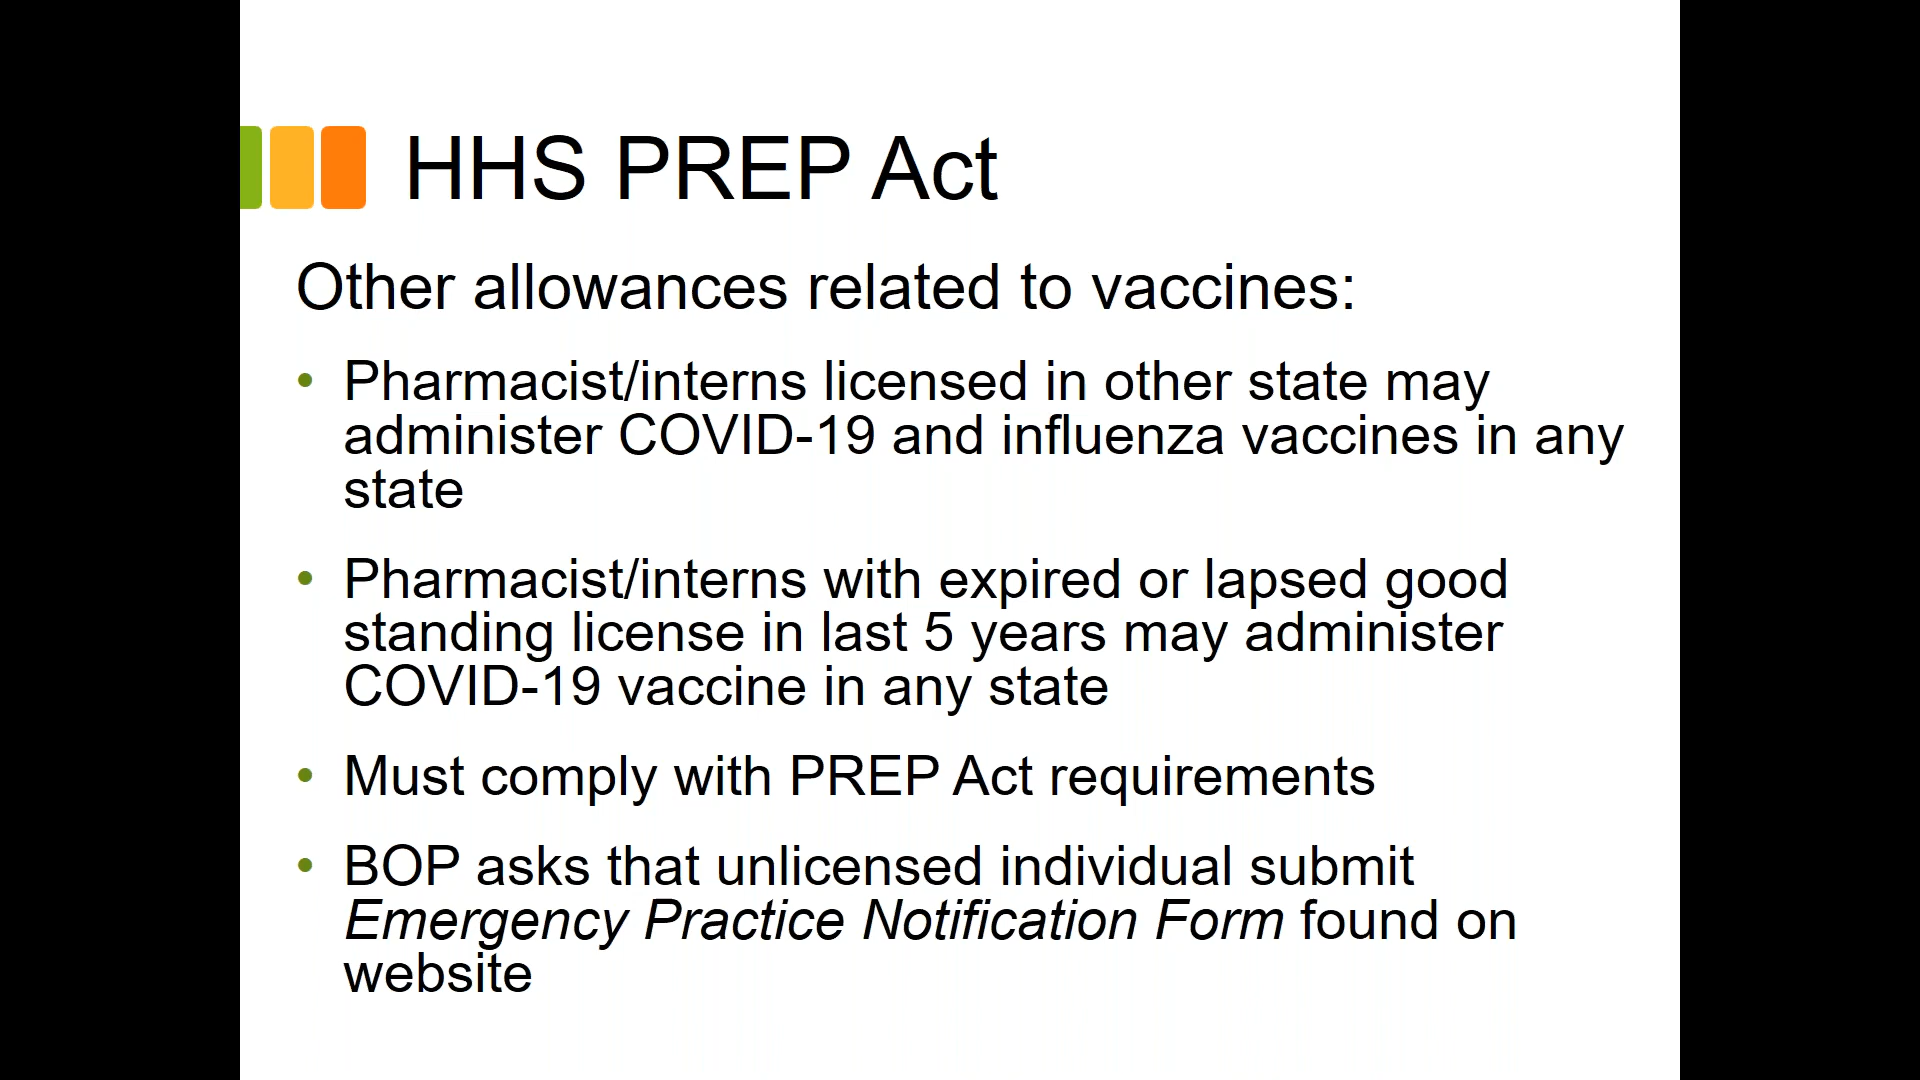 HHS PREP Act
Other allowances related to vaccines:
• Pharmacist/interns licensed in other state may
administer COVID-19 and influenza vaccines in any
state
• Pharmacist/interns with expired or lapsed good
standing license in last 5 years may administer
COVID-19 vaccine in any state
• Must comply with PREP Act requirements
• BOP asks that unlicensed individual submit
Emergency Practice Notification Form found on
website